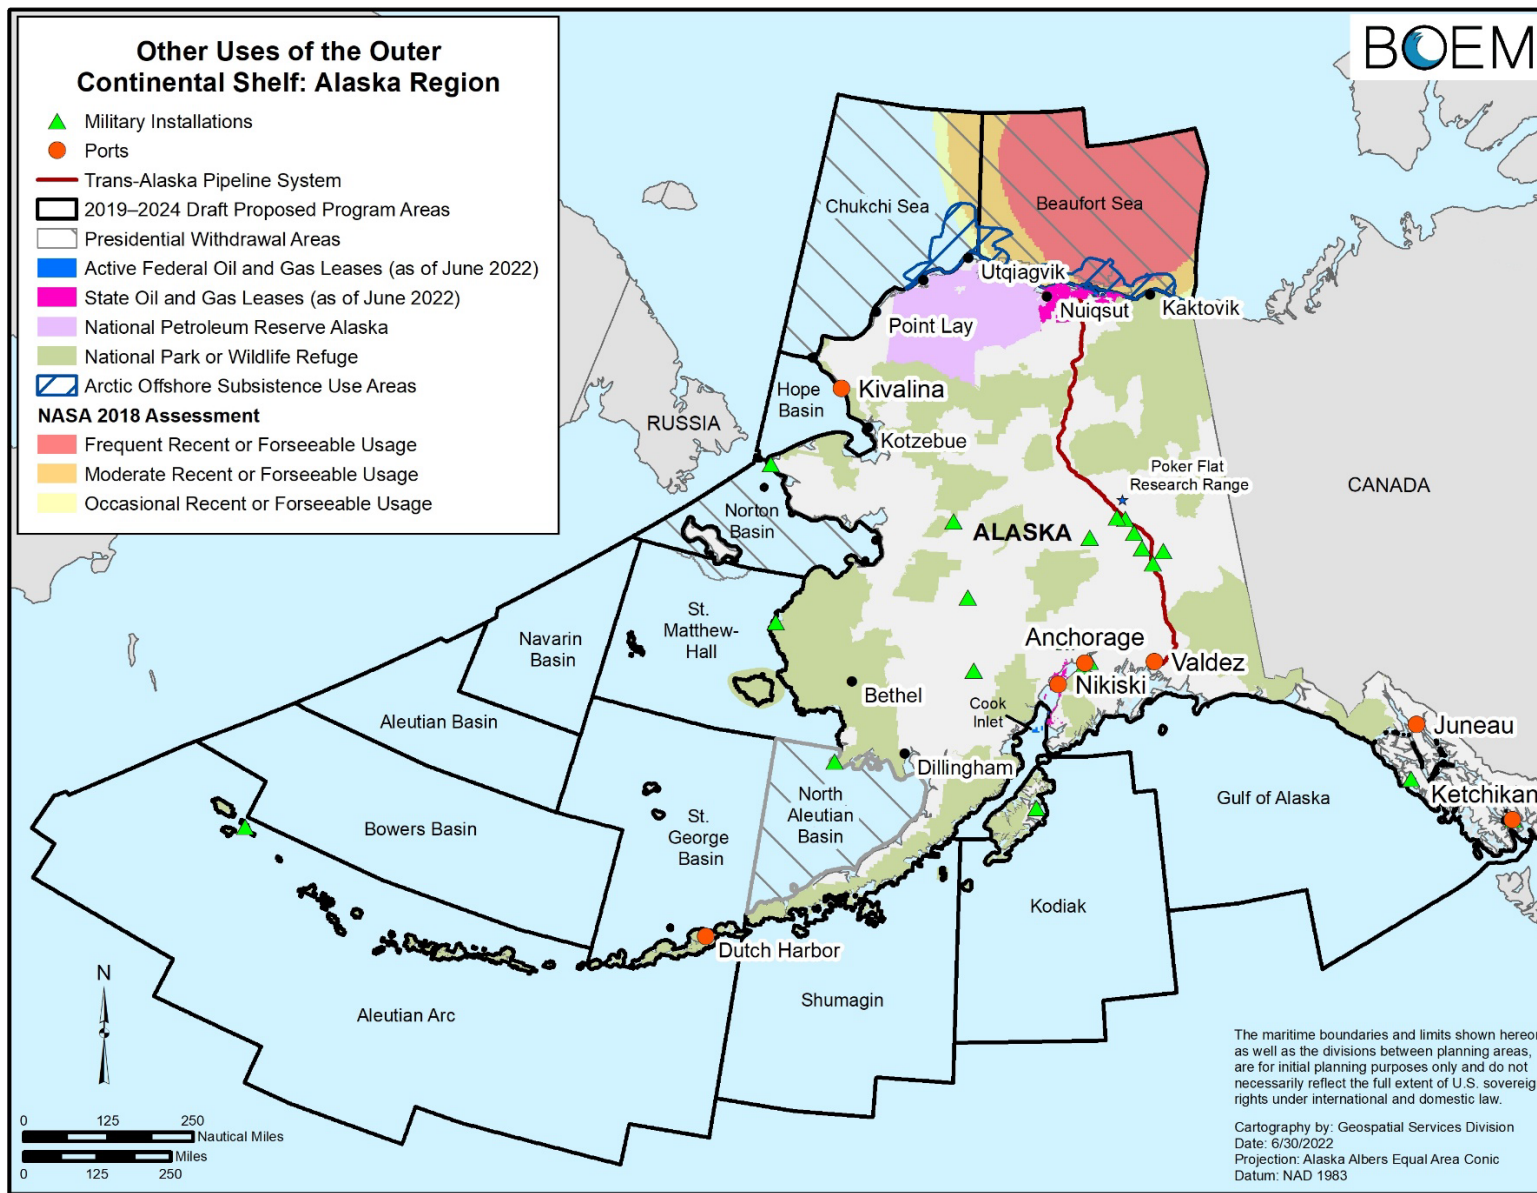 Other Uses of the Outer
Continental Shelf: Alaska Region
Military Installations
Ports
Trans-Alaska Pipeline System
2019–2024 Draft Proposed Program Areas
Presidential Withdrawal Areas
Active Federal Oil and Gas Leases (as of June 2022)
State Oil and Gas Leases (as of June 2022)
National Petroleum Reserve Alaska
National Park or Wildlife Refuge
Arctic Offshore Subsistence Use Areas
NASA 2018 Assessment
Frequent Recent or Forseeable Usage
Moderate Recent or Forseeable Usage
Occasional Recent or Forseeable Usage
BOEM
Chukchi Sea
Beaufort Sea
Utqiagvik
Nuiqsut
Kaktovik
Point Lay
Hope
Basin
Kivalina
Kotzebue
RUSSIA
Poker Flat
Research Range
CANADA
Norton
Basin
ALASKA
St.
Matthew-
Hall
Navarin
Basin
Anchorage
Valdez
Nikiski
Bethel
Cook
Inlet
Juneau
Aleutian Basin
Dillingham
Ketchikan
Gulf of Alaska
North
Aleutian
Basin
Bowers Basin
St.
George
Basin
Kodiak
Dutch Harbor
Shumagin
Aleutian Arc
N
0 125 250
Nautical Miles
Miles
0 125 250
The maritime boundaries and limits shown hereon
as well as the divisions between planning areas,
are for initial planning purposes only and do not
necessarily reflect the full extent of U.S. sovereig
rights under international and domestic law.
Cartography by: Geospatial Services Division
Date: 6/30/2022
Projection: Alaska Albers Equal Area Conic
Datum: NAD 1983